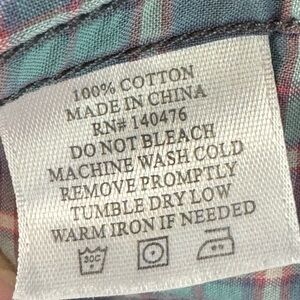 100% COTTON
MADE IN CHINA
RN# 140476
DO NOT BLEACH
MACHINE WASH COLD
REMOVE PROMPTLY
TUMBLE DRY LOW
WARM IRON IF NEEDED
30C